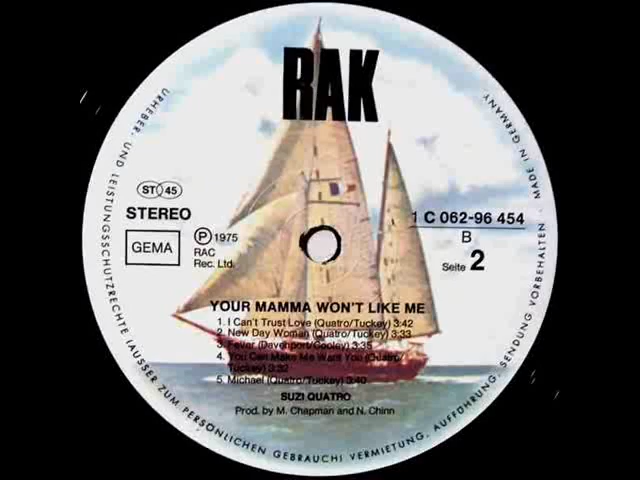 RAK
URHEBER- UND LEISTUNGSSCHUTZRECHTE (AUSSER ZUM PERSÖNLICHEN GEBRAUCH) VERMIETUNG, AUFFÜHRUNG, SENDUNG VORBEHALTEN · MADE IN GERMANY
ST 45
STEREO
GEMA
P 1975
RAC
Rec. Ltd.
1 C 062-96 454
B
Seite 2
YOUR MAMMA WON'T LIKE ME
1. I Can't Trust Love (Quatro/Tuckey) 3:42
2. New Day Woman (Quatro/Tuckey) 3:33
3. Fever (Davenport/Cooley) 3:35
4. You Can Make Me Want You (Quatro/
Tuckey) 3:32
5. Michael (Quatro/Tuckey) 3:40
SUZI QUATRO
Prod. by M. Chapman and N. Chinn